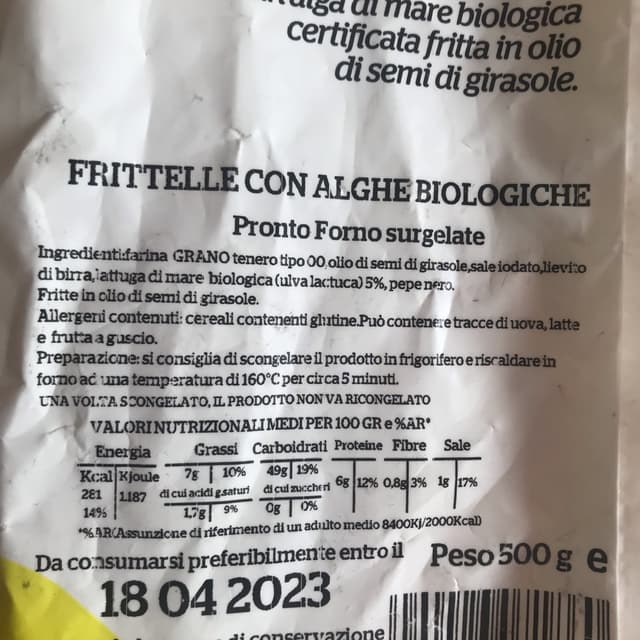 alga di mare biologica
certificata fritta in olio
di semi di girasole.
FRITTELLE CON ALGHE BIOLOGICHE
Pronto Forno surgelate
Ingredienti:farina GRANO tenero tipo 00,olio di semi di girasole,sale iodato,lievito
di birra,lattuga di mare biologica (ulva lactuca) 5%, pepe nero.
Fritte in olio di semi di girasole.
Allergeni contenuti: cereali contenenti glutine.Può contenere tracce di uova, latte
e frutta a guscio.
Preparazione: si consiglia di scongelare il prodotto in frigorifero e riscaldare in
forno ad una temperatura di 160°C per circa 5 minuti.
UNA VOLTA SCONGELATO, IL PRODOTTO NON VA RICONGELATO
VALORI NUTRIZIONALI MEDI PER 100 GR e %AR*
Energia Grassi Carboidrati Proteine Fibre Sale
Kcal Kjoule 7g 10% 49g 19% 6g 12% 0,8g 3% 1g 17%
281 1.187 di cui acidi g.saturi di cui zuccheri
14% 1,7g 9% 0g 0%
*%AR(Assunzione di riferimento di un adulto medio 8400KJ/2000Kcal)
Da consumarsi preferibilmente entro il Peso 500 g e
18 04 2023
di conservazione